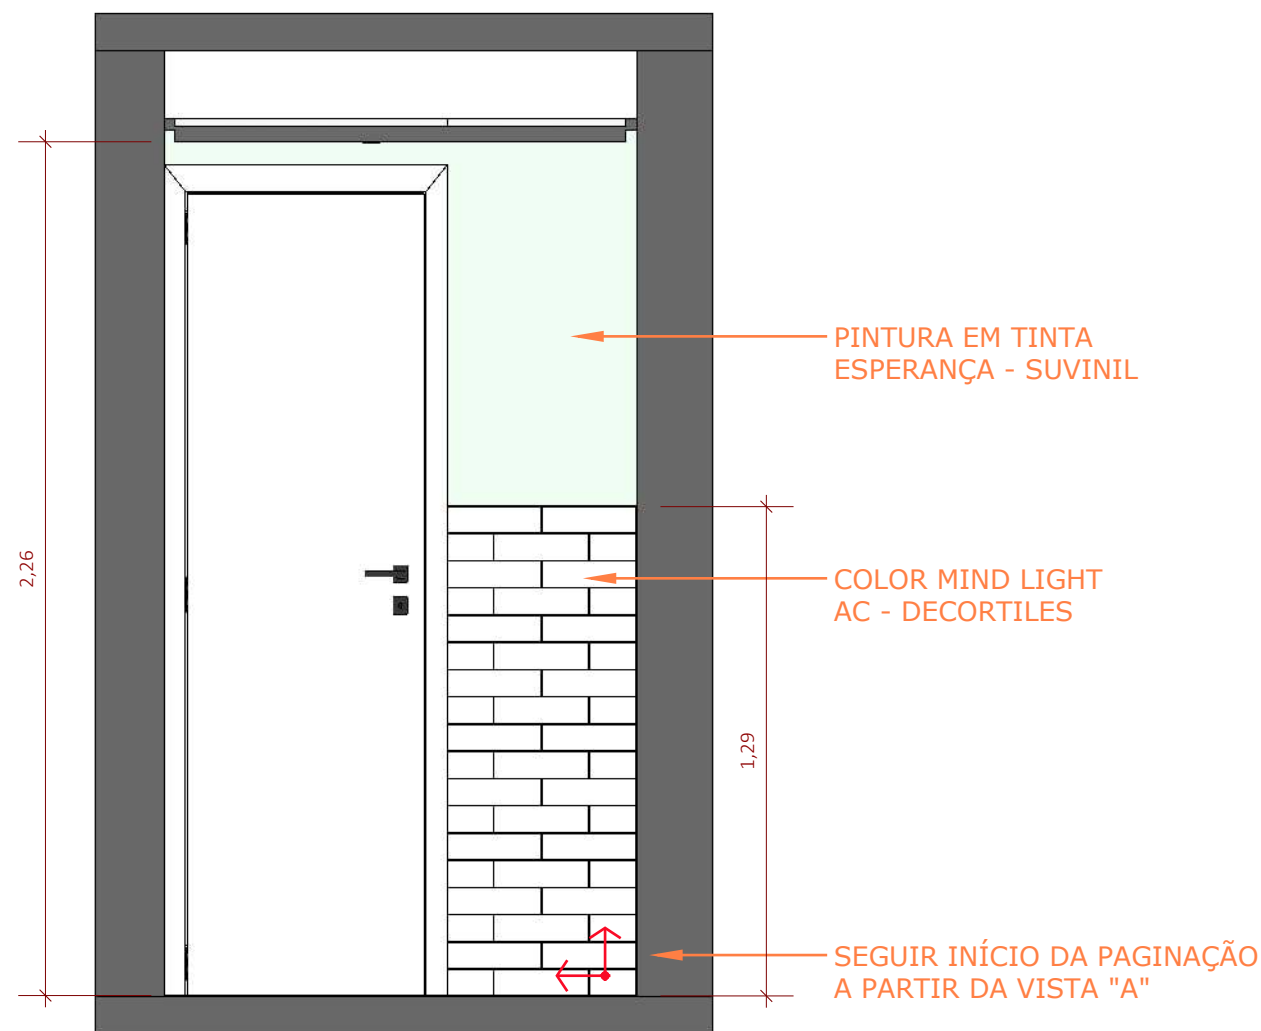 PINTURA EM TINTA
ESPERANÇA - SUVINIL
2,26
COLOR MIND LIGHT
AC - DECORTILES
1,29
SEGUIR INÍCIO DA PAGINAÇÃO
A PARTIR DA VISTA "A"